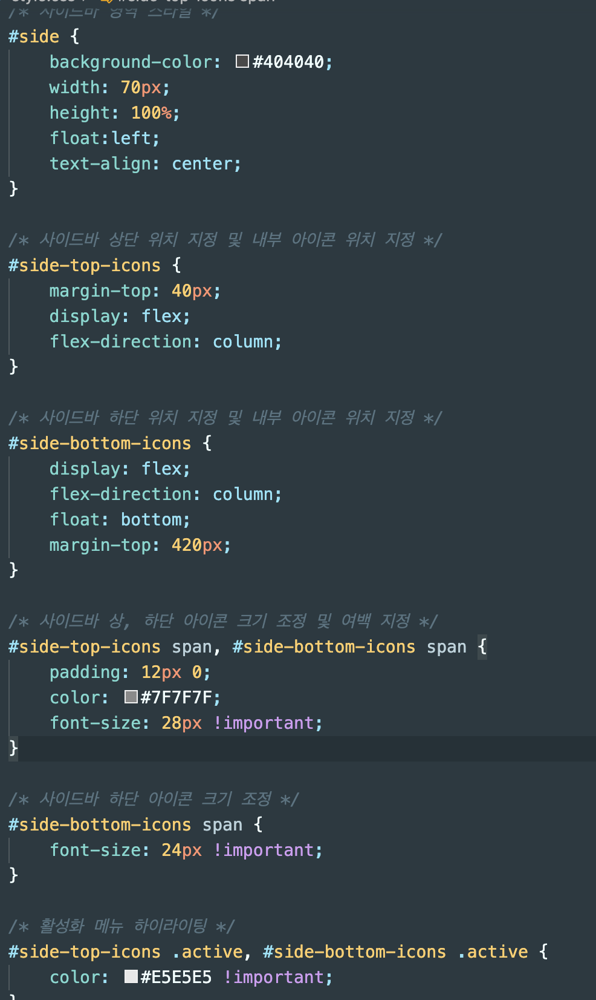 /* 사이드바 영역 스타일 */
#side {
    background-color: #404040;
    width: 70px;
    height: 100%;
    float:left;
    text-align: center;
}

/* 사이드바 상단 위치 지정 및 내부 아이콘 위치 지정 */
#side-top-icons {
    margin-top: 40px;
    display: flex;
    flex-direction: column;
}

/* 사이드바 하단 위치 지정 및 내부 아이콘 위치 지정 */
#side-bottom-icons {
    display: flex;
    flex-direction: column;
    float: bottom;
    margin-top: 420px;
}

/* 사이드바 상, 하단 아이콘 크기 조정 및 여백 지정 */
#side-top-icons span, #side-bottom-icons span {
    padding: 12px 0;
    color: #7F7F7F;
    font-size: 28px !important;
}

/* 사이드바 하단 아이콘 크기 조정 */
#side-bottom-icons span {
    font-size: 24px !important;
}

/* 활성화 메뉴 하이라이팅 */
#side-top-icons .active, #side-bottom-icons .active {
    color: #E5E5E5 !important;
}